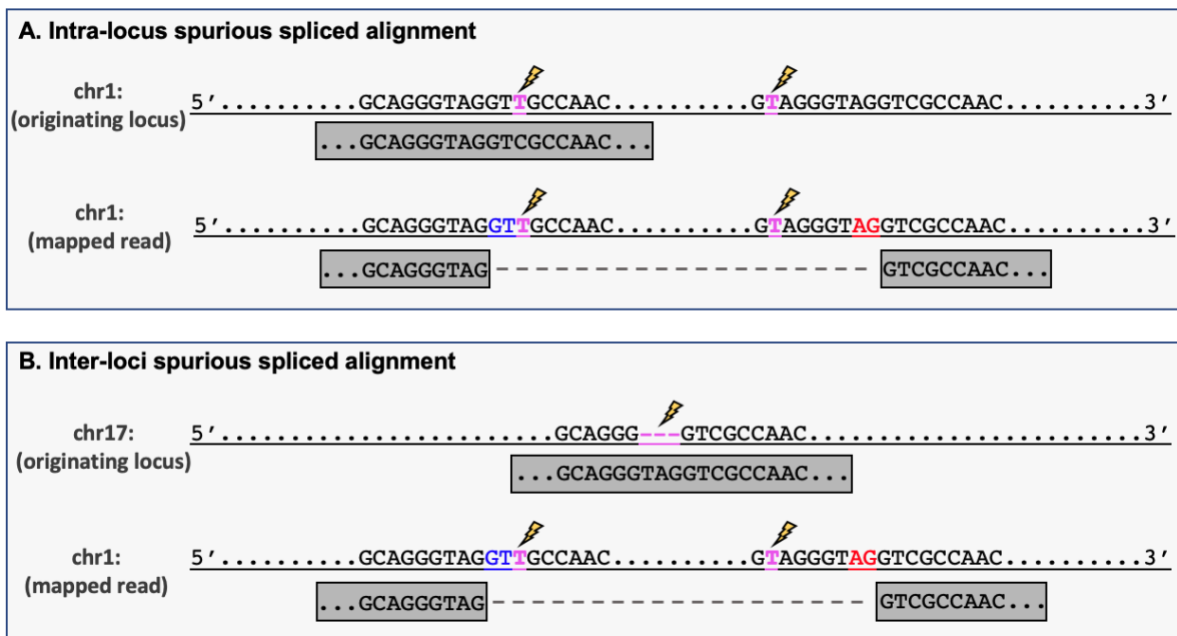 A. Intra-locus spurious spliced alignment
chr1:
(originating locus)
5′..........GCAGGGTAGGTTGCCAAC..........GTAGGGTAGGTCGCCAAC..........3′
...GCAGGGTAGGTCGCCAAC...
chr1:
(mapped read)
5′..........GCAGGGTAGGTTGCCAAC..........GTAGGGTAGGTCGCCAAC..........3′
...GCAGGGTAG
GTCGCCAAC...
B. Inter-loci spurious spliced alignment
chr17:
(originating locus)
5′........................GCAGGG---GTCGCCAAC........................3′
...GCAGGGTAGGTCGCCAAC...
chr1:
(mapped read)
5′..........GCAGGGTAGGTTGCCAAC..........GTAGGGTAGGTCGCCAAC..........3′
...GCAGGGTAG
GTCGCCAAC...